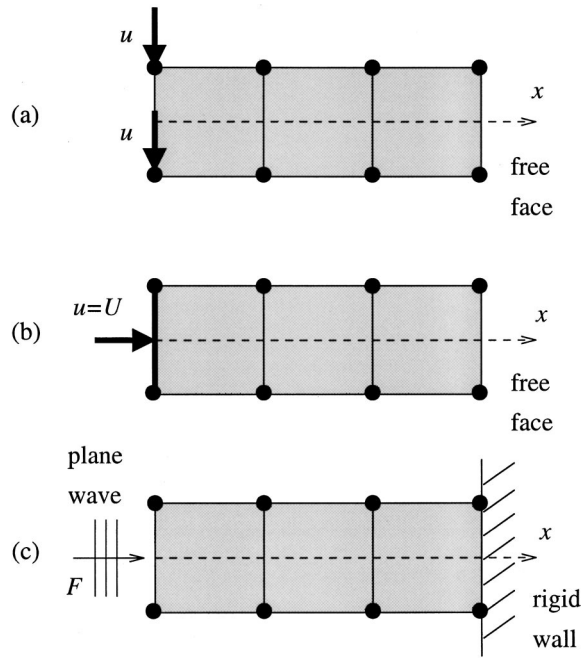 u
(a)
u
x
free
face
(b)
u=U
x
free
face
plane
wave
(c)
F
x
rigid
wall